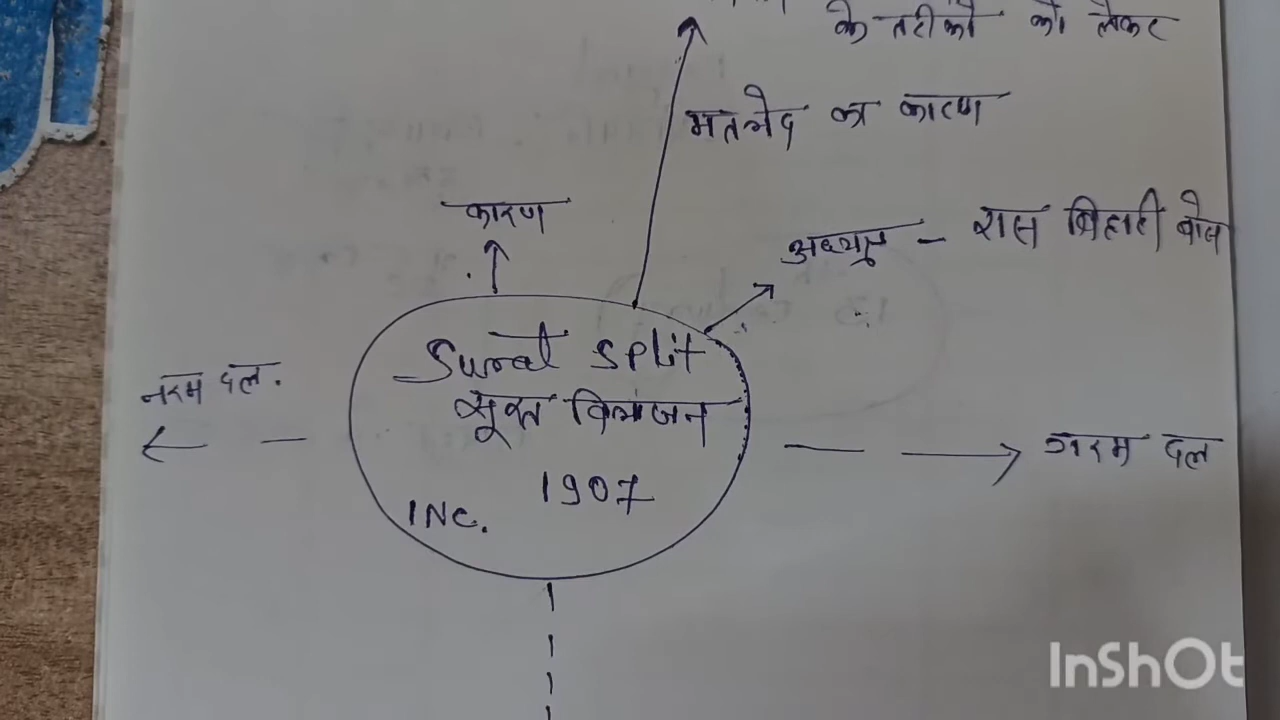 के तरीको को लेकर
मतभेद का कारण
कारण
अध्यक्ष - रास बिहारी बोस
Surat split
नरम दल.
सूरत विभाजन
गरम दल
1907
INC.
InShOt